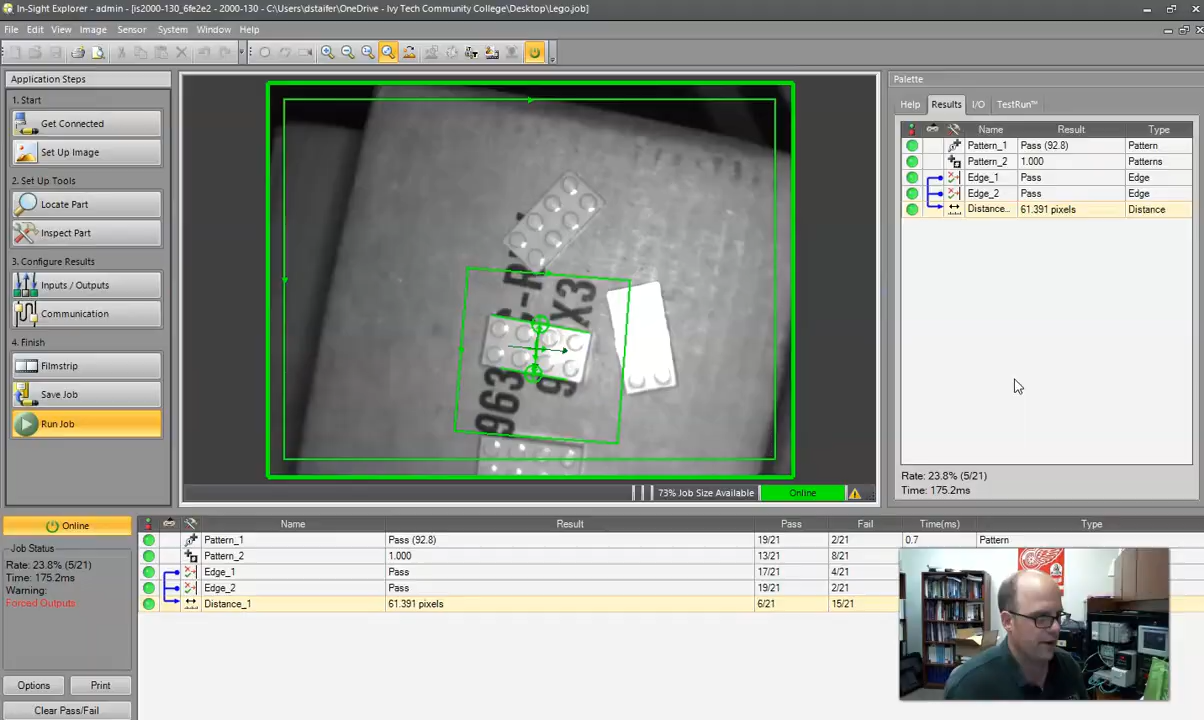 In-Sight Explorer - admin - [is2000-130_6fe2e2 - 2000-130 - C:\Users\dstaifer\OneDrive - Ivy Tech Community College\Desktop\Lego.job]
File Edit View Image Sensor System Window Help
Application Steps
1. Start
Get Connected
Set Up Image
2. Set Up Tools
Locate Part
Inspect Part
3. Configure Results
Inputs / Outputs
Communication
4. Finish
Filmstrip
Save Job
Run Job
C-R
X3
963
9
73% Job Size Available Online
Palette
Help Results I/O TestRun™
Name Result Type
Pattern_1 Pass (92.8) Pattern
Pattern_2 1.000 Patterns
Edge_1 Pass Edge
Edge_2 Pass Edge
Distance... 61.391 pixels Distance
Rate: 23.8% (5/21)
Time: 175.2ms
Online
Job Status
Rate: 23.8% (5/21)
Time: 175.2ms
Warning:
Forced Outputs
Options Print
Clear Pass/Fail
Name Result Pass Fail Time(ms) Type
Pattern_1 Pass (92.8) 19/21 2/21 0.7 Pattern
Pattern_2 1.000 13/21 8/21
Edge_1 Pass 17/21 4/21
Edge_2 Pass 19/21 2/21
Distance_1 61.391 pixels 6/21 15/21